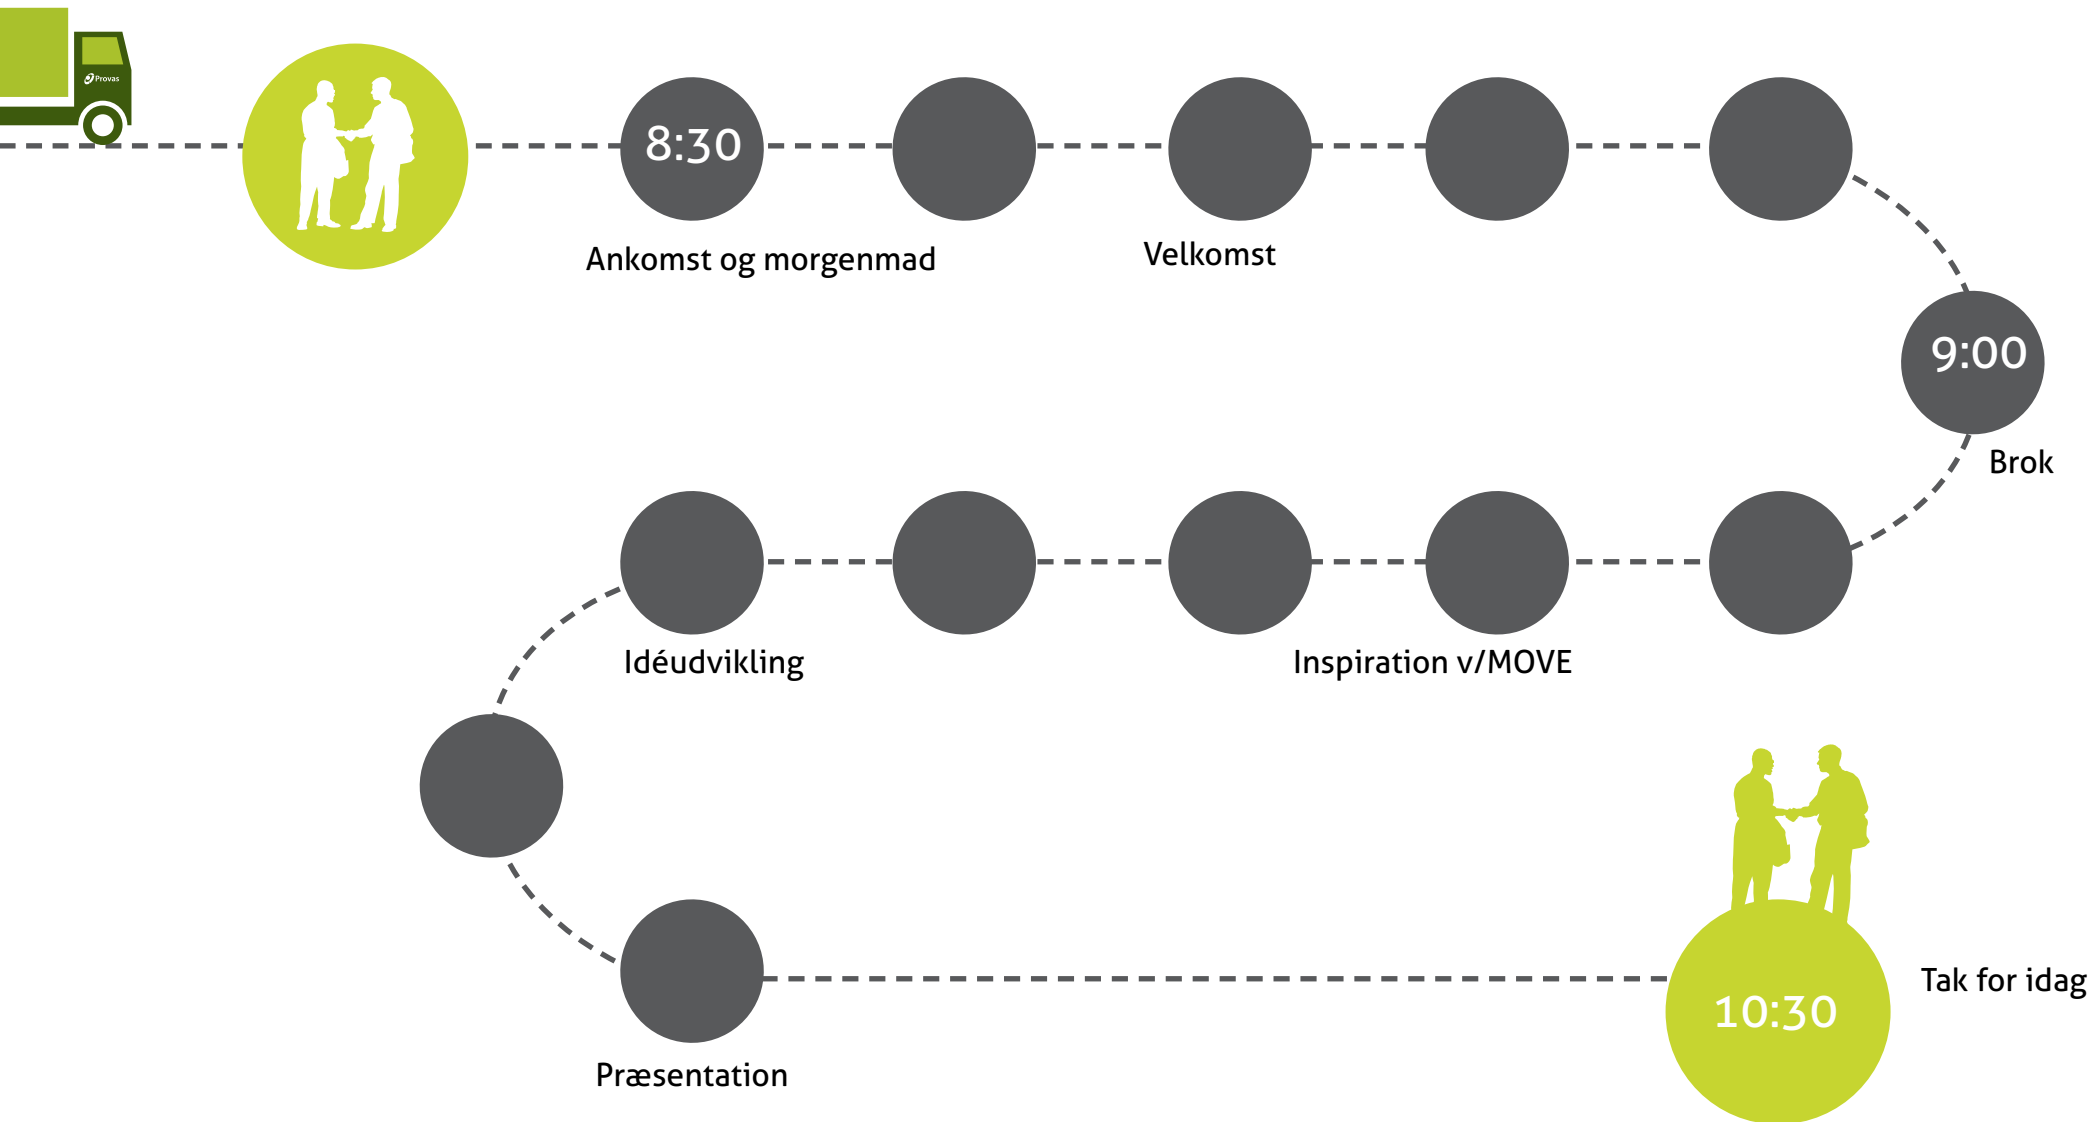 Provas
8:30
Ankomst og morgenmad
Velkomst
9:00
Brok
Inspiration v/MOVE
Idéudvikling
Præsentation
10:30
Tak for idag